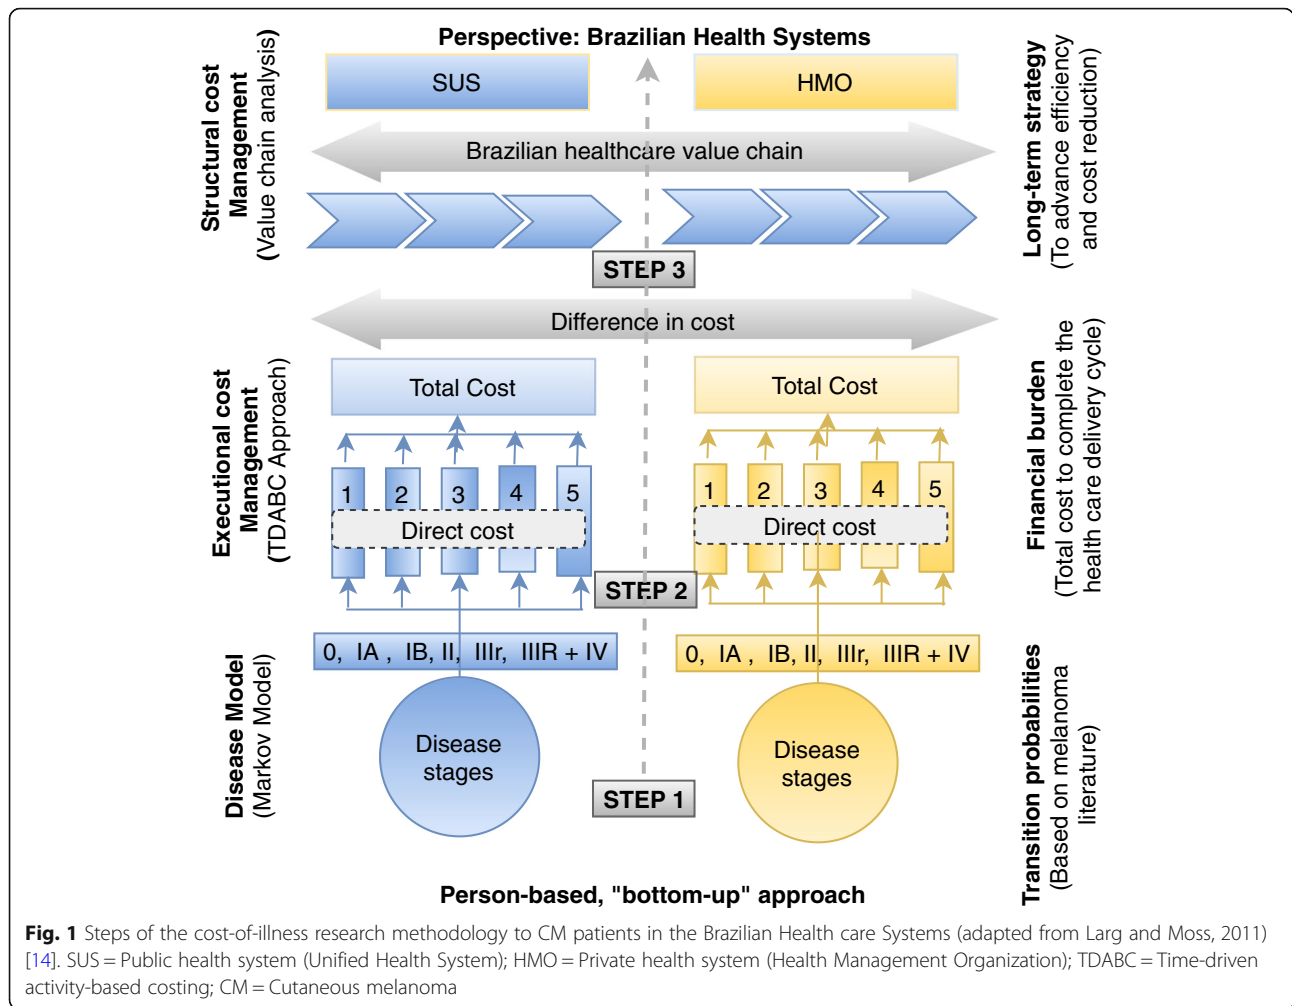 Perspective: Brazilian Health Systems
Structural cost
Management
(Value chain analysis)
SUS
HMO
Long-term strategy
(To advance efficiency
and cost reduction)
Brazilian healthcare value chain
STEP 3
Difference in cost
Executional cost
Management
(TDABC Approach)
Total Cost
Total Cost
Financial burden
(Total cost to complete the
health care delivery cycle)
1 2 3 4 5
1 2 3 4 5
Direct cost
Direct cost
STEP 2
Disease Model
(Markov Model)
0, IA , IB, II, IIIr, IIIR + IV
0, IA , IB, II, IIIr, IIIR + IV
Transition probabilities
(Based on melanoma
literature)
Disease
stages
Disease
stages
STEP 1
Person-based, "bottom-up" approach
Fig. 1 Steps of the cost-of-illness research methodology to CM patients in the Brazilian Health care Systems (adapted from Larg and Moss, 2011)
[14]. SUS = Public health system (Unified Health System); HMO = Private health system (Health Management Organization); TDABC = Time-driven
activity-based costing; CM = Cutaneous melanoma